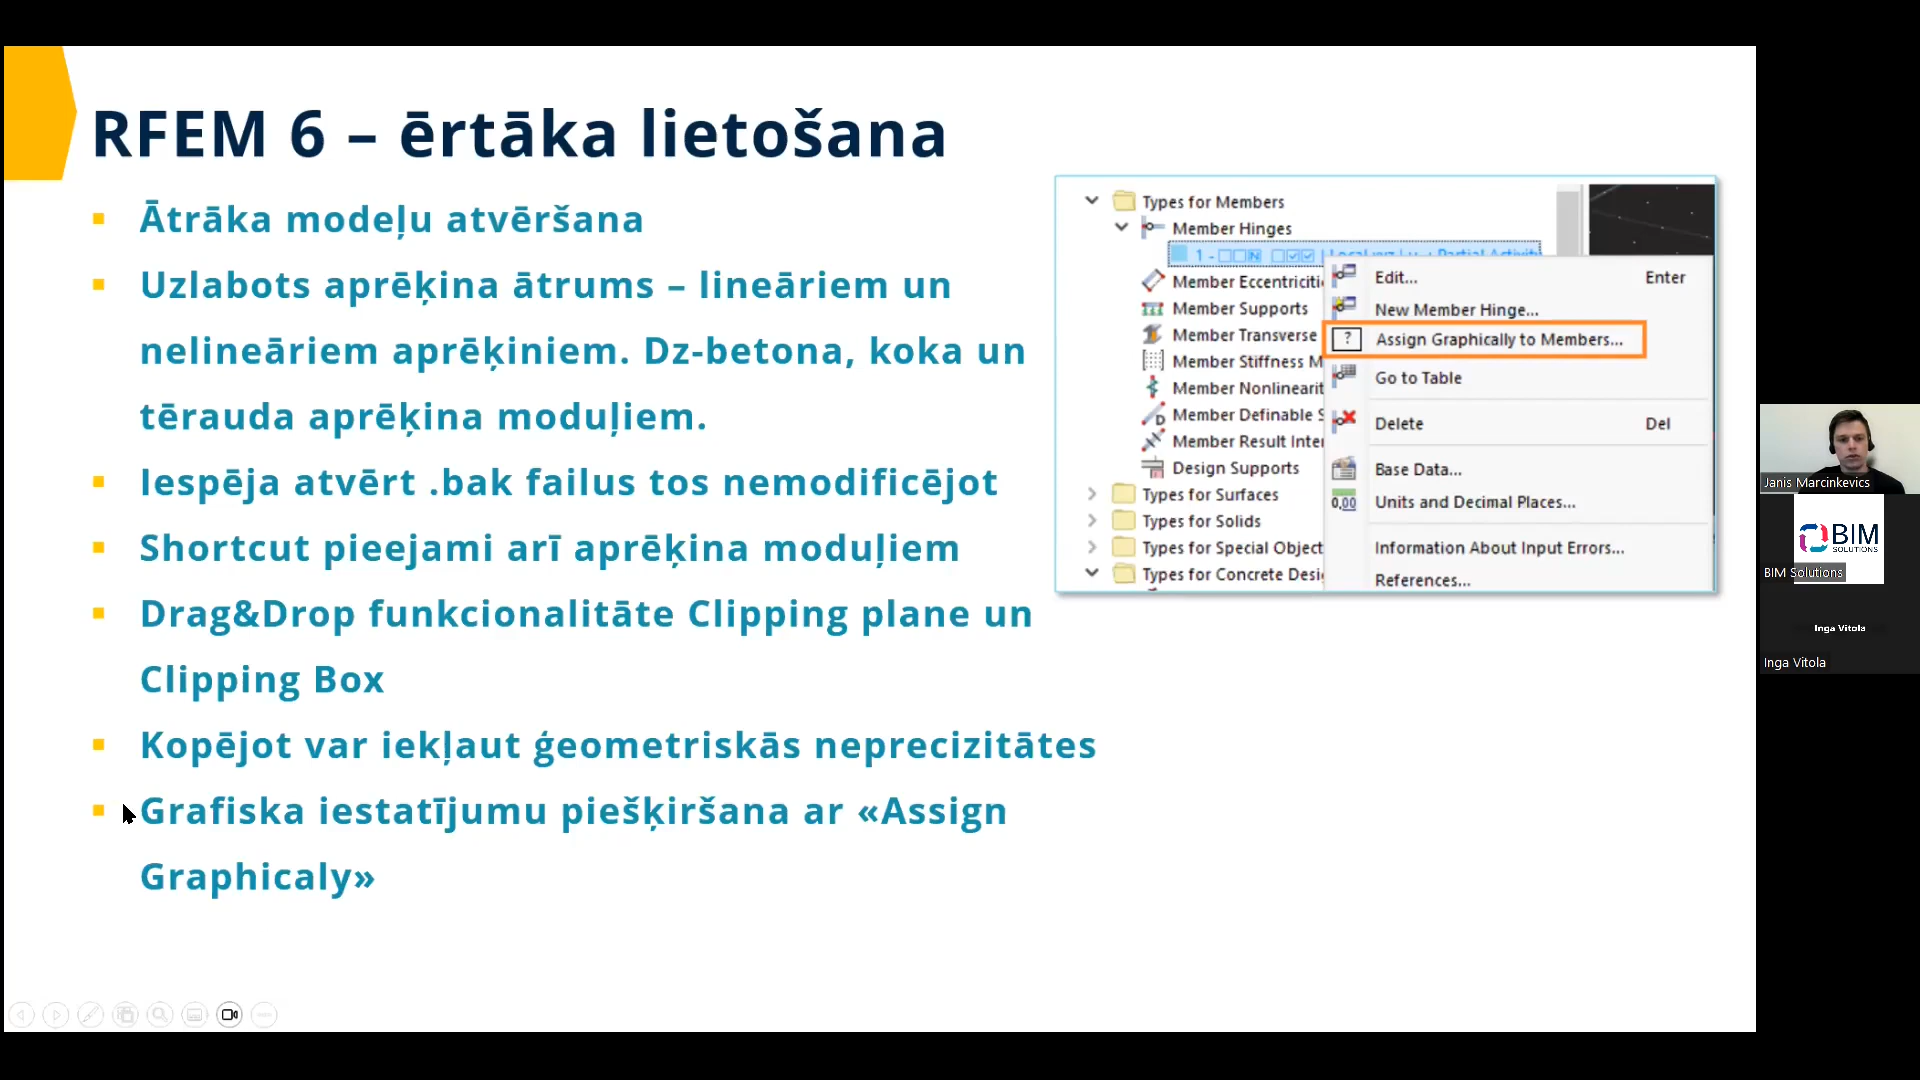 RFEM 6 – ērtāka lietošana
Ātrāka modeļu atvēršana
Uzlabots aprēķina ātrums – lineāriem un
nelineāriem aprēķiniem. Dz-betona, koka un
tērauda aprēķina moduļiem.
Iespēja atvērt .bak failus tos nemodificējot
Shortcut pieejami arī aprēķina moduļiem
Drag&Drop funkcionalitāte Clipping plane un
Clipping Box
Kopējot var iekļaut ģeometriskās neprecizitātes
Grafiska iestatījumu piešķiršana ar «Assign
Graphicaly»
Types for Members
Member Hinges
1 -
Member Eccentriciti
Member Supports
Member Transverse
Member Stiffness M
Member Nonlinearit
Member Definable S
Member Result Inter
Design Supports
Types for Surfaces
Types for Solids
Types for Special Object
Types for Concrete Desi
Edit... Enter
New Member Hinge...
? Assign Graphically to Members...
Go to Table
Delete Del
Base Data...
0,00 Units and Decimal Places...
Information About Input Errors...
References...
Janis Marcinkevics
BIM
SOLUTIONS
BIM Solutions
Inga Vitola
Inga Vitola